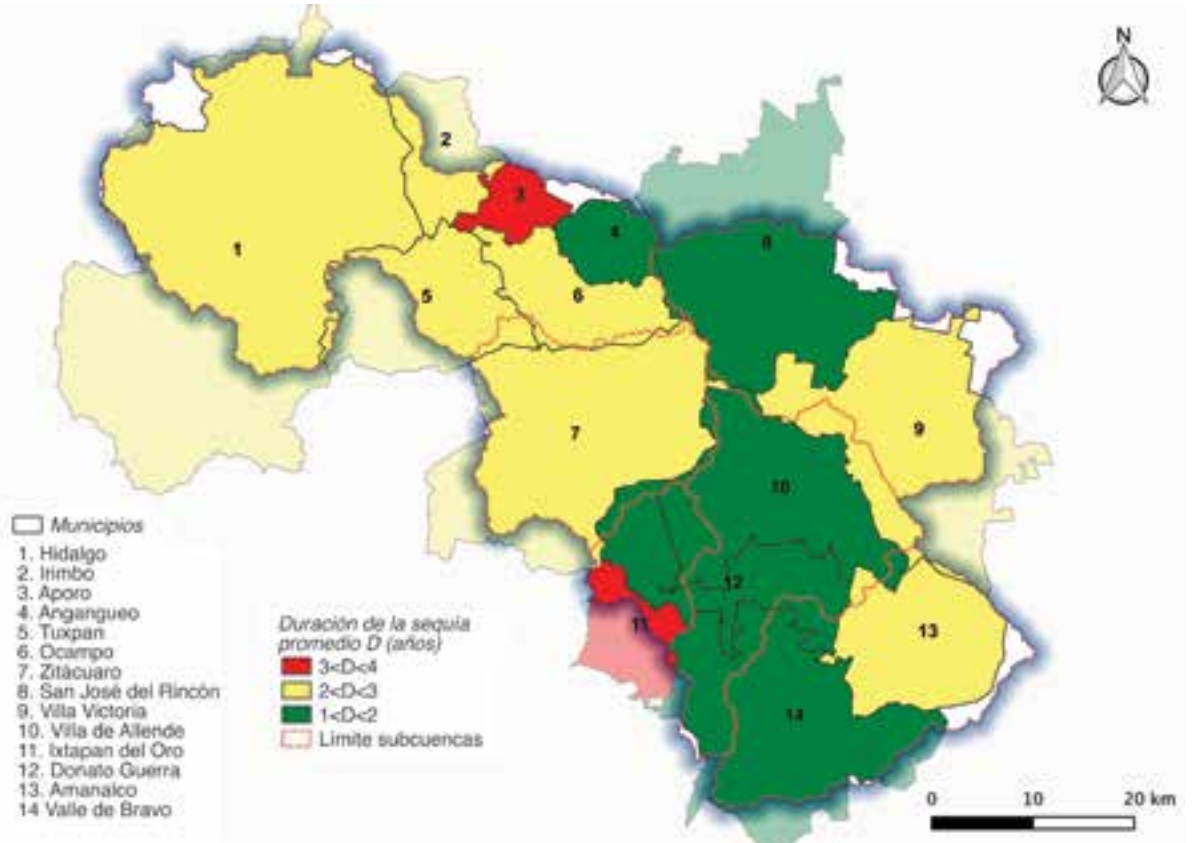 N
2
3
4
8
1
5
6
7
9
10
12
11
13
14
Municipios
1. Hidalgo
2. Irimbo
3. Aporo
4. Angangueo
5. Tuxpan
6. Ocampo
7. Zitácuaro
8. San José del Rincón
9. Villa Victoria
10. Villa de Allende
11. Ixtapan del Oro
12. Donato Guerra
13. Amanalco
14 Valle de Bravo
Duración de la sequía
promedio D (años)
3<D<4
2<D<3
1<D<2
Límite subcuencas
0 10 20 km